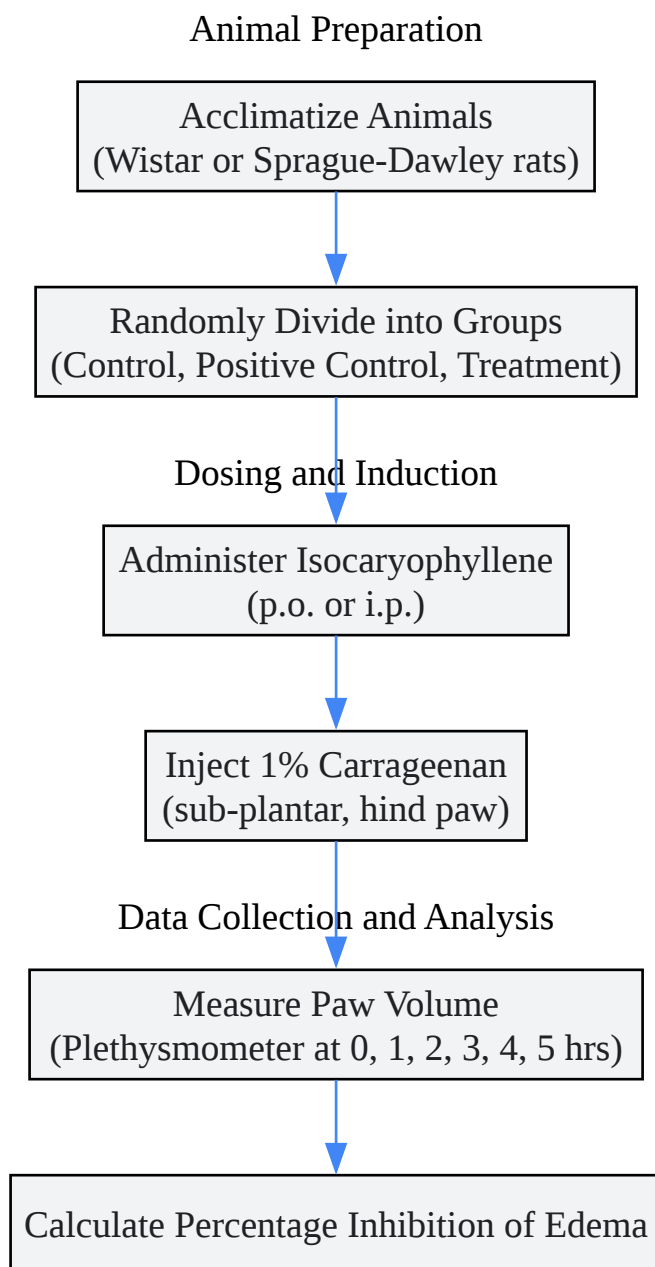 Animal Preparation
Acclimatize Animals
(Wistar or Sprague-Dawley rats)
Randomly Divide into Groups
(Control, Positive Control, Treatment)
Dosing and Induction
Administer Isocaryophyllene
(p.o. or i.p.)
Inject 1% Carrageenan
(sub-plantar, hind paw)
Data Collection and Analysis
Measure Paw Volume
(Plethysmometer at 0, 1, 2, 3, 4, 5 hrs)
Calculate Percentage Inhibition of Edema